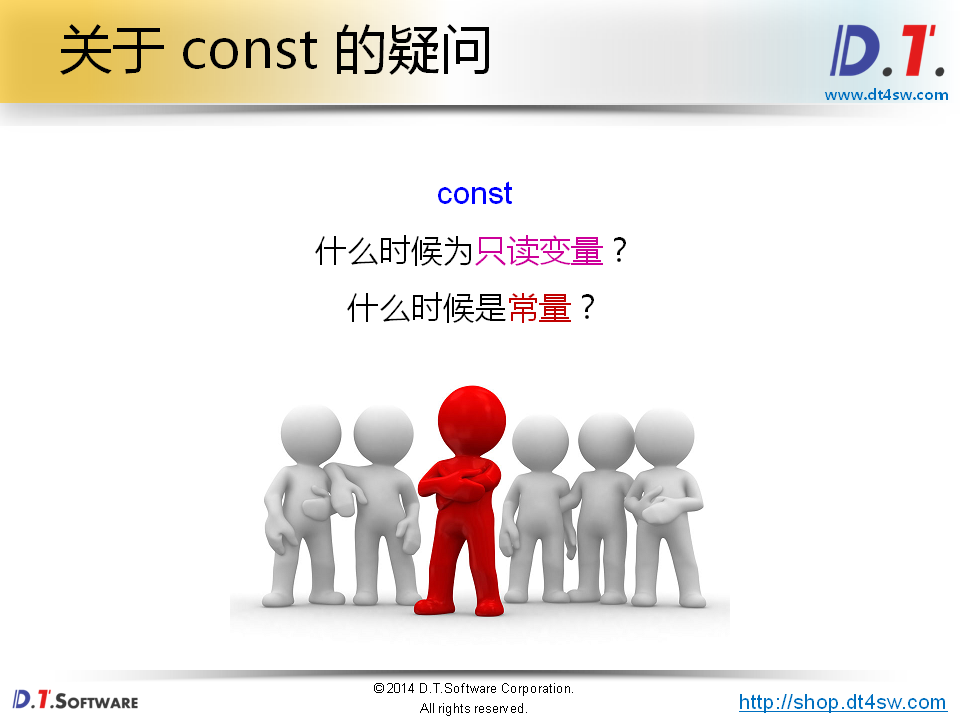 关于 const 的疑问
D.T.
www.dt4sw.com
const
什么时候为只读变量？
什么时候是常量？
©2014 D.T.Software Corporation.
All rights reserved.
D.T.SOFTWARE
http://shop.dt4sw.com